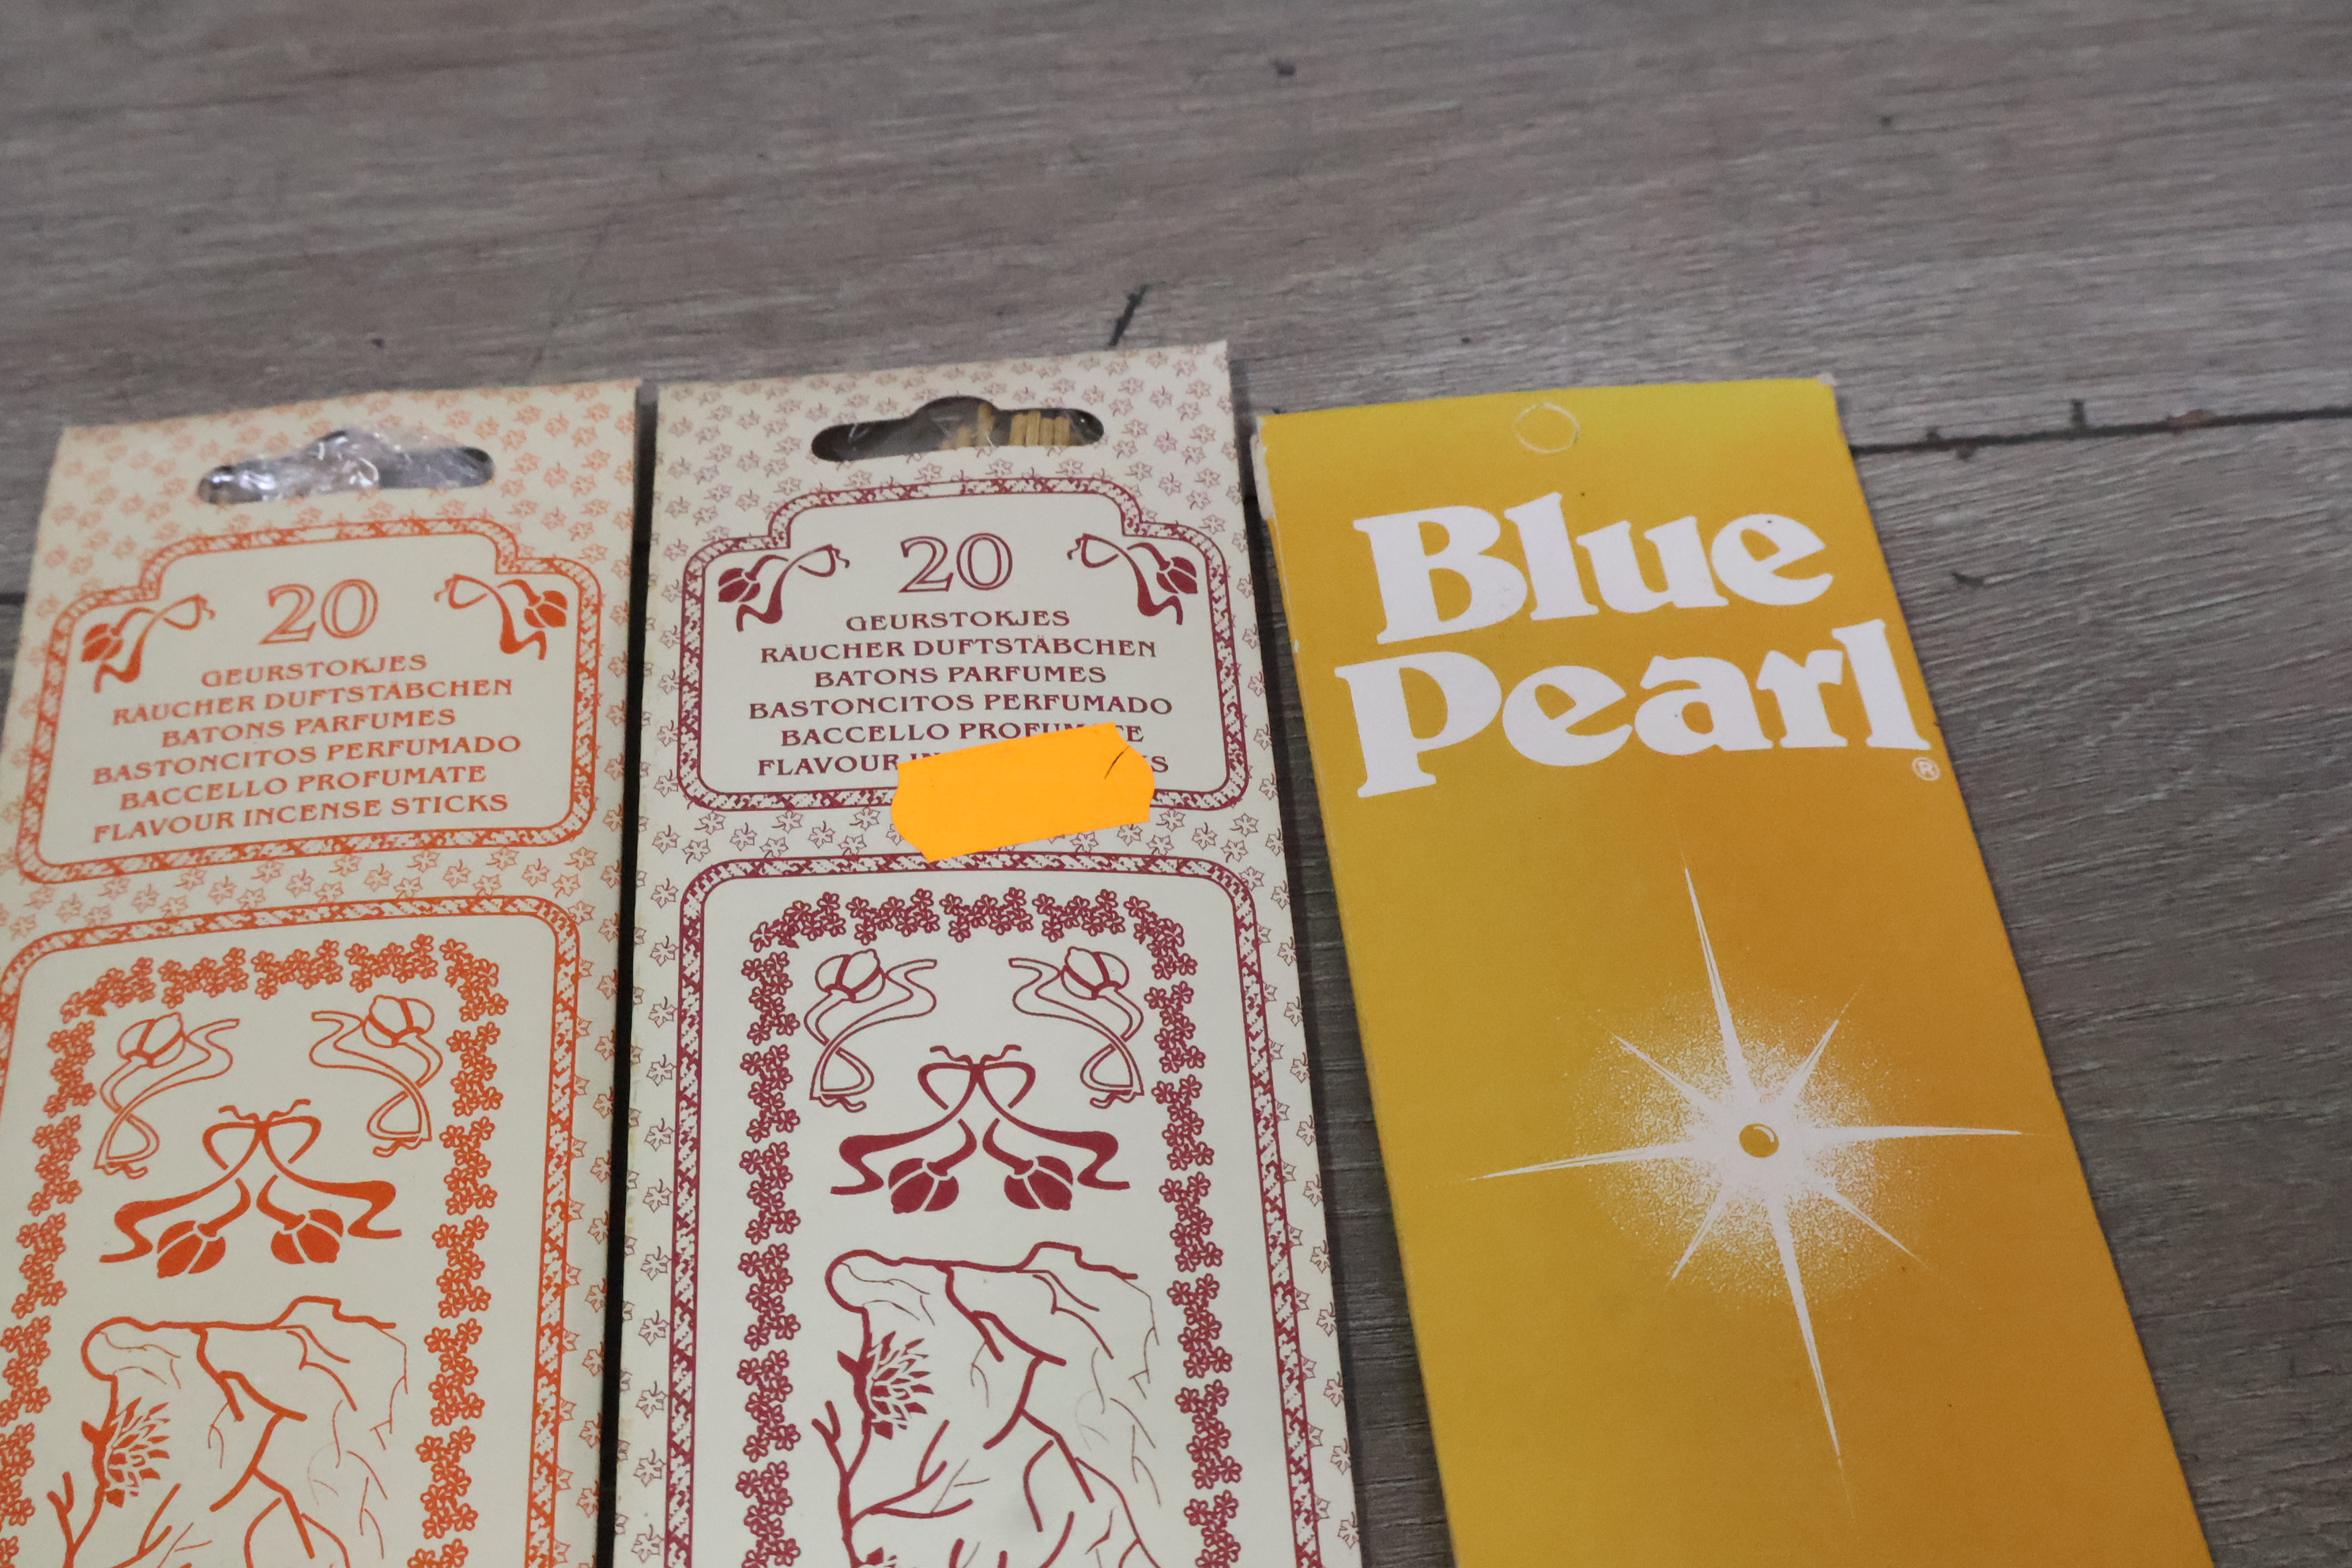 20
GEURSTOKJES
RAUCHER DUFTSTÄBCHEN
BATONS PARFUMES
BASTONCITOS PERFUMADO
BACCELLO PROFUMATE
FLAVOUR INCENSE STICKS
20
GEURSTOKJES
RAUCHER DUFTSTÄBCHEN
BATONS PARFUMES
BASTONCITOS PERFUMADO
BACCELLO
FLAVOUR
Blue
Pearl
®